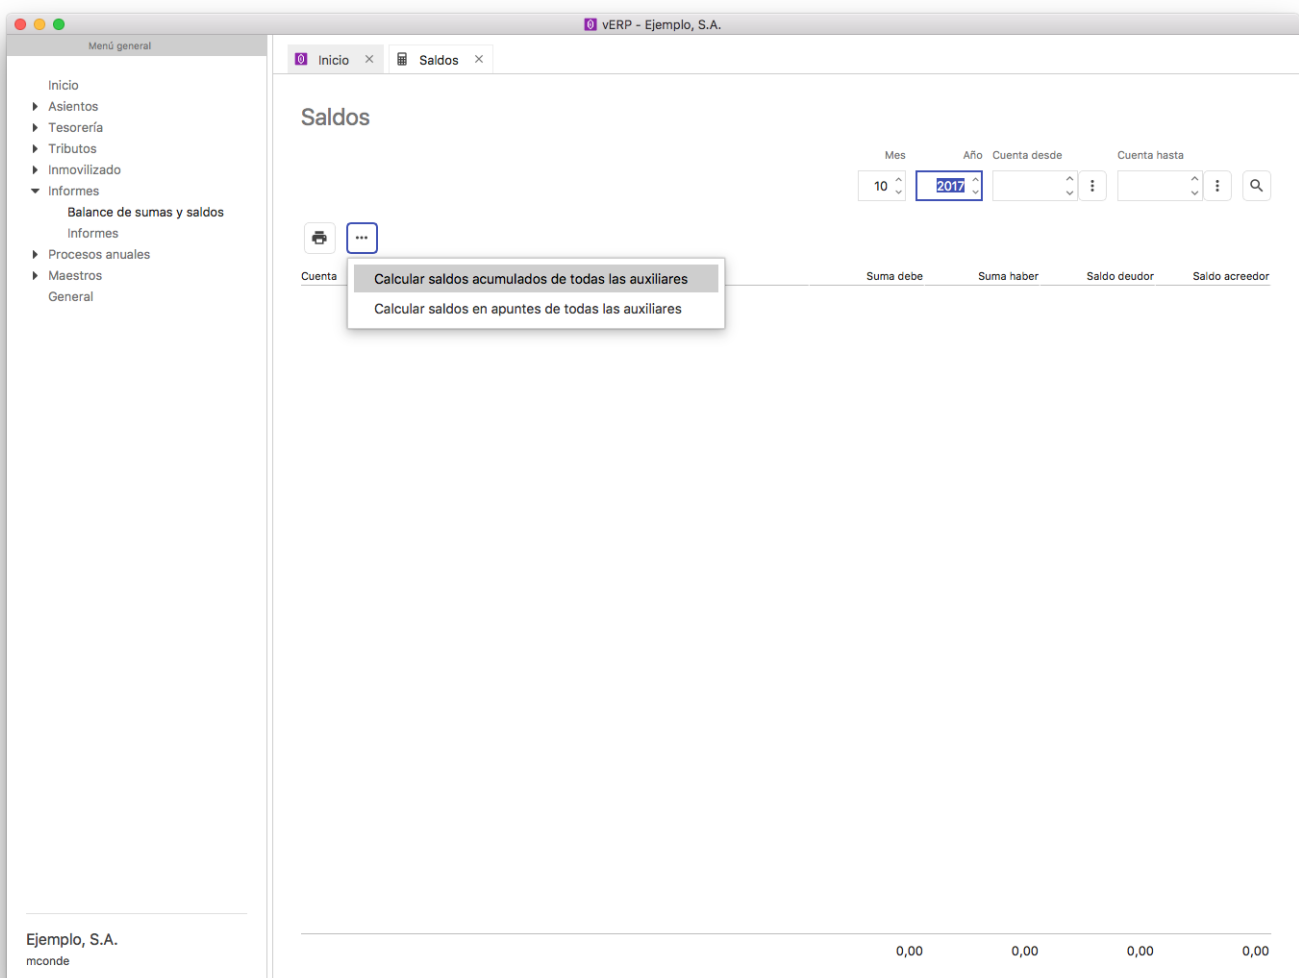 vERP - Ejemplo, S.A.
Menú general
Inicio
Asientos
Tesorería
Tributos
Inmovilizado
Informes
Balance de sumas y saldos
Informes
Procesos anuales
Maestros
General
Ejemplo, S.A.
mconde
Inicio Saldos
Saldos
Mes Año Cuenta desde Cuenta hasta
10 2017
Cuenta Suma debe Suma haber Saldo deudor Saldo acreedor
Calcular saldos acumulados de todas las auxiliares
Calcular saldos en apuntes de todas las auxiliares
0,00 0,00 0,00 0,00